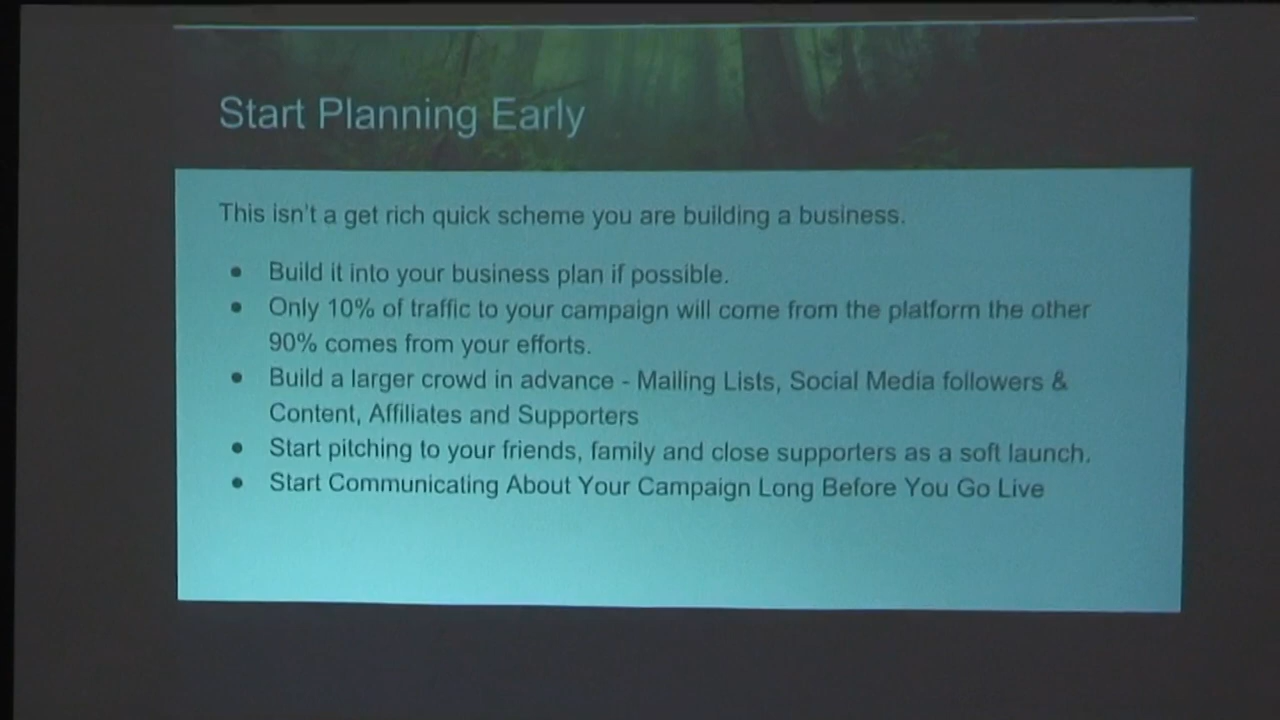 Start Planning Early
This isn't a get rich quick scheme you are building a business.
● Build it into your business plan if possible.
● Only 10% of traffic to your campaign will come from the platform the other
90% comes from your efforts.
● Build a larger crowd in advance - Mailing Lists, Social Media followers &
Content, Affiliates and Supporters
● Start pitching to your friends, family and close supporters as a soft launch.
● Start Communicating About Your Campaign Long Before You Go Live